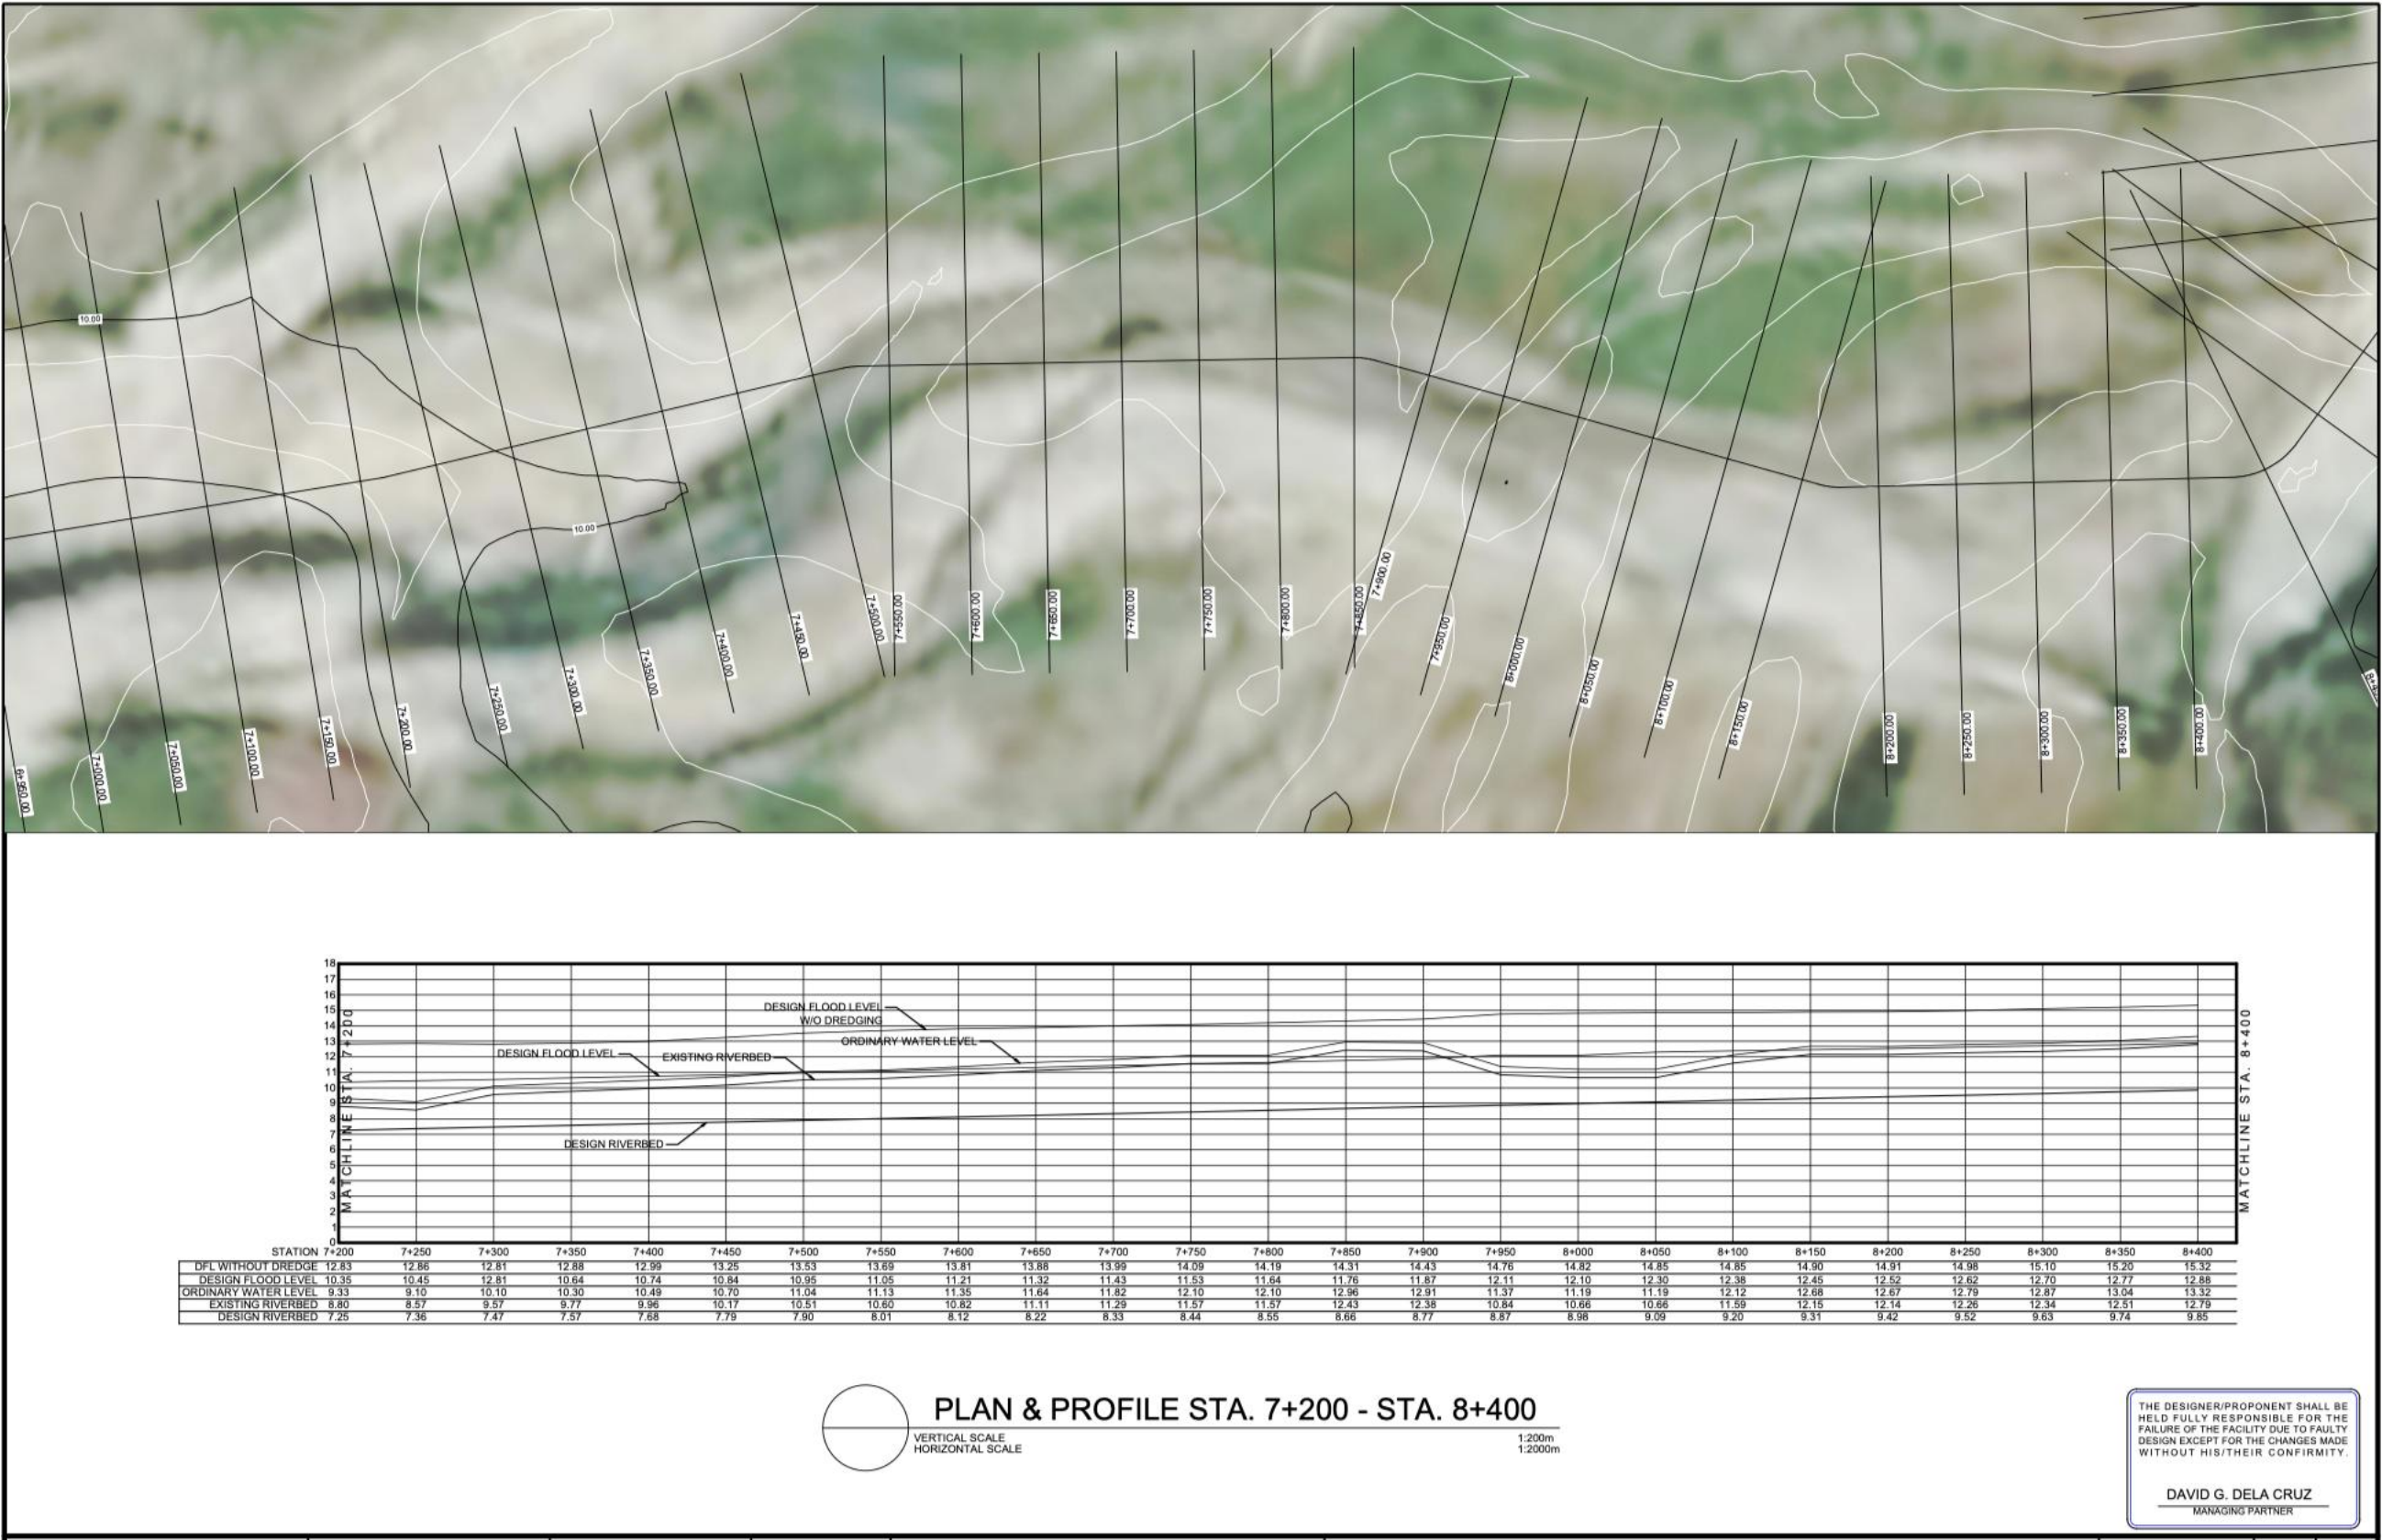 10.00
10.00
6+950.00
7+000.00
7+050.00
7+100.00
7+150.00
7+200.00
7+250.00
7+300.00
7+350.00
7+400.00
7+450.00
7+500.00
7+550.00
7+600.00
7+650.00
7+700.00
7+750.00
7+800.00
7+850.00
7+900.00
7+950.00
8+000.00
8+050.00
8+100.00
8+150.00
8+200.00
8+250.00
8+300.00
8+350.00
8+400.00
18
17
16
15
14
13
12
11
10
9
8
7
6
5
4
3
2
1
0
MATCHLINE STA. 7+200
DESIGN FLOOD LEVEL
W/O DREDGING
ORDINARY WATER LEVEL
DESIGN FLOOD LEVEL
EXISTING RIVERBED
DESIGN RIVERBED
MATCHLINE STA. 8+400
STATION 7+200 7+250 7+300 7+350 7+400 7+450 7+500 7+550 7+600 7+650 7+700 7+750 7+800 7+850 7+900 7+950 8+000 8+050 8+100 8+150 8+200 8+250 8+300 8+350 8+400
DFL WITHOUT DREDGE 12.83 12.86 12.81 12.88 12.99 13.25 13.53 13.69 13.81 13.88 13.99 14.09 14.19 14.31 14.43 14.76 14.82 14.85 14.85 14.90 14.91 14.98 15.10 15.20 15.32
DESIGN FLOOD LEVEL 10.35 10.45 12.81 10.64 10.74 10.84 10.95 11.05 11.21 11.32 11.43 11.53 11.64 11.76 11.87 12.11 12.10 12.30 12.38 12.45 12.52 12.62 12.70 12.77 12.88
ORDINARY WATER LEVEL 9.33 9.10 10.10 10.30 10.49 10.70 11.04 11.13 11.35 11.64 11.82 12.10 12.10 12.96 12.91 11.37 11.19 11.19 12.12 12.68 12.67 12.79 12.87 13.04 13.32
EXISTING RIVERBED 8.80 8.57 9.57 9.77 9.96 10.17 10.51 10.60 10.82 11.11 11.29 11.57 11.57 12.43 12.38 10.84 10.66 10.66 11.59 12.15 12.14 12.26 12.34 12.51 12.79
DESIGN RIVERBED 7.25 7.36 7.47 7.57 7.68 7.79 7.90 8.01 8.12 8.22 8.33 8.44 8.55 8.66 8.77 8.87 8.98 9.09 9.20 9.31 9.42 9.52 9.63 9.74 9.85
PLAN & PROFILE STA. 7+200 - STA. 8+400
VERTICAL SCALE 1:200m
HORIZONTAL SCALE 1:2000m
THE DESIGNER/PROPONENT SHALL BE
HELD FULLY RESPONSIBLE FOR THE
FAILURE OF THE FACILITY DUE TO FAULTY
DESIGN EXCEPT FOR THE CHANGES MADE
WITHOUT HIS/THEIR CONFIRMITY.
DAVID G. DELA CRUZ
MANAGING PARTNER